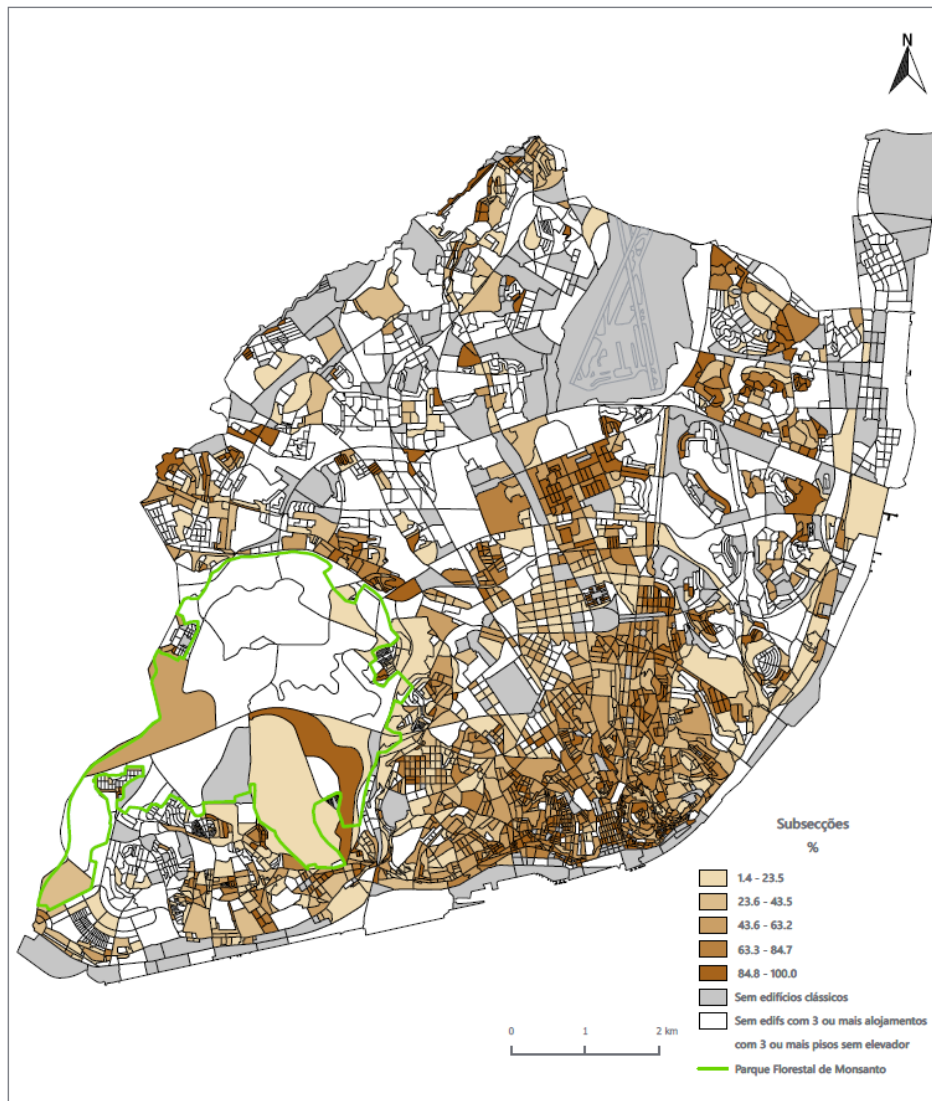 N
Subsecções
%
1.4 - 23.5
23.6 - 43.5
43.6 - 63.2
63.3 - 84.7
84.8 - 100.0
Sem edifícios clássicos
Sem edifs com 3 ou mais alojamentos
com 3 ou mais pisos sem elevador
Parque Florestal de Monsanto
0 1 2 km